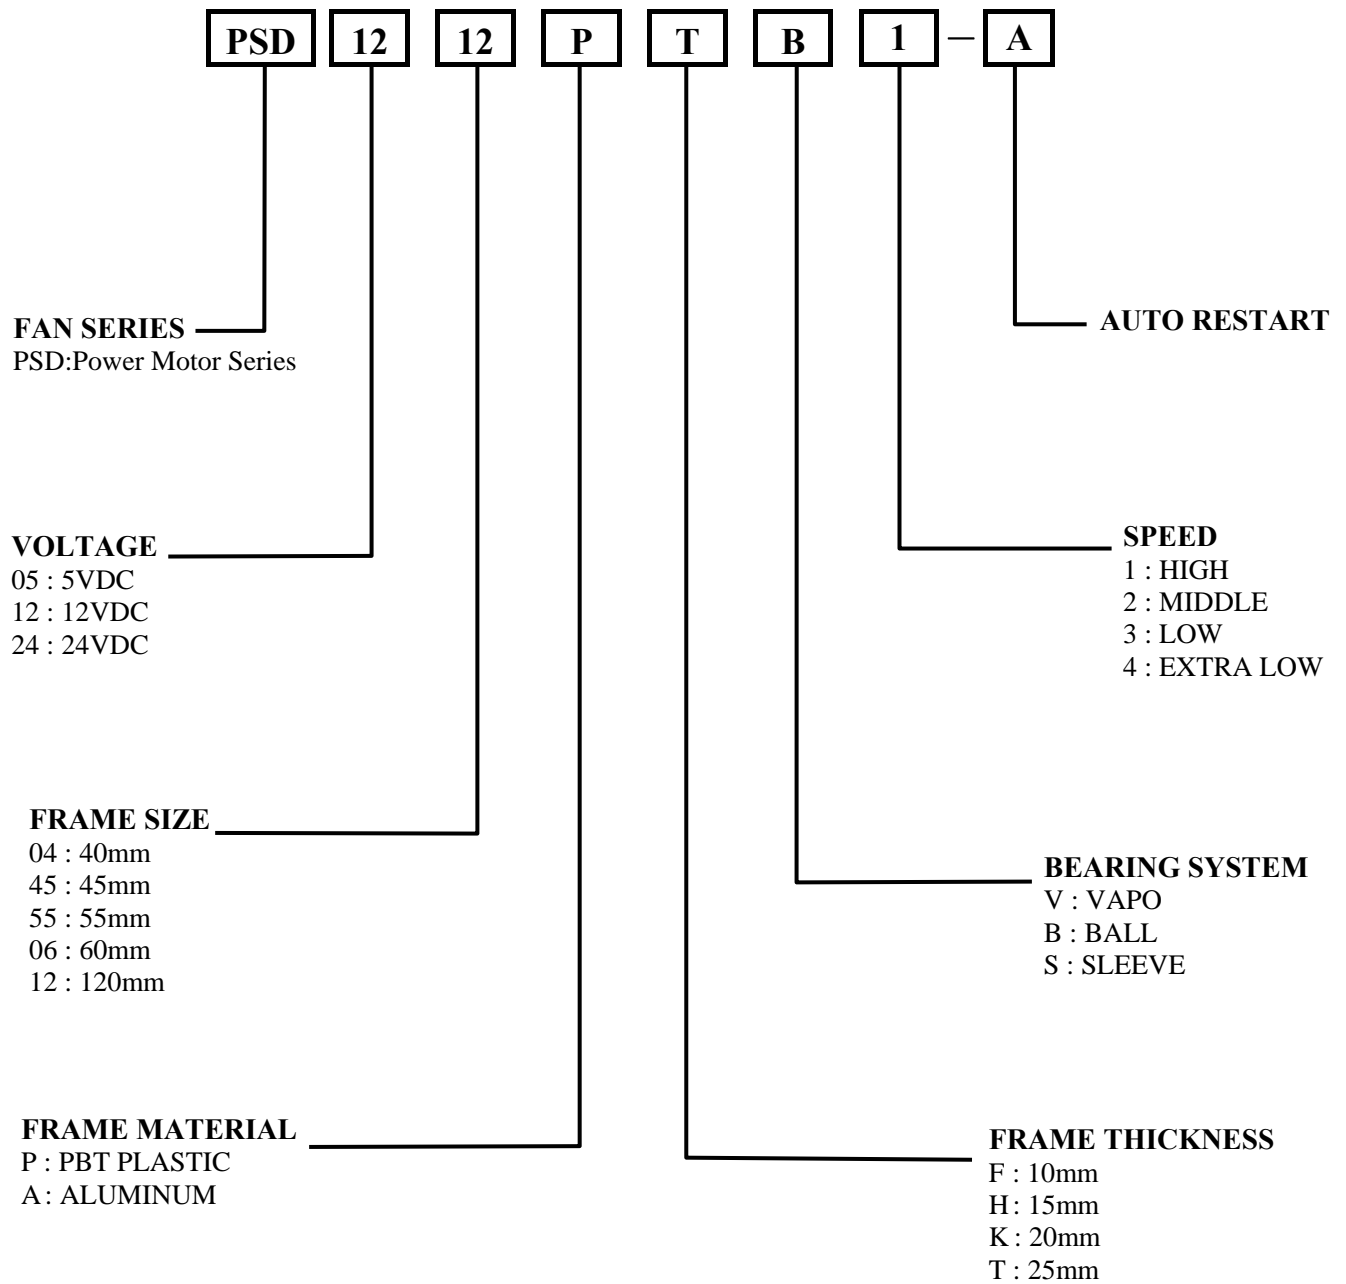 PSD 12 12 P T B 1 — A
FAN SERIES
PSD:Power Motor Series
AUTO RESTART
VOLTAGE
05 : 5VDC
12 : 12VDC
24 : 24VDC
SPEED
1 : HIGH
2 : MIDDLE
3 : LOW
4 : EXTRA LOW
FRAME SIZE
04 : 40mm
45 : 45mm
55 : 55mm
06 : 60mm
12 : 120mm
BEARING SYSTEM
V : VAPO
B : BALL
S : SLEEVE
FRAME MATERIAL
P : PBT PLASTIC
A : ALUMINUM
FRAME THICKNESS
F : 10mm
H : 15mm
K : 20mm
T : 25mm